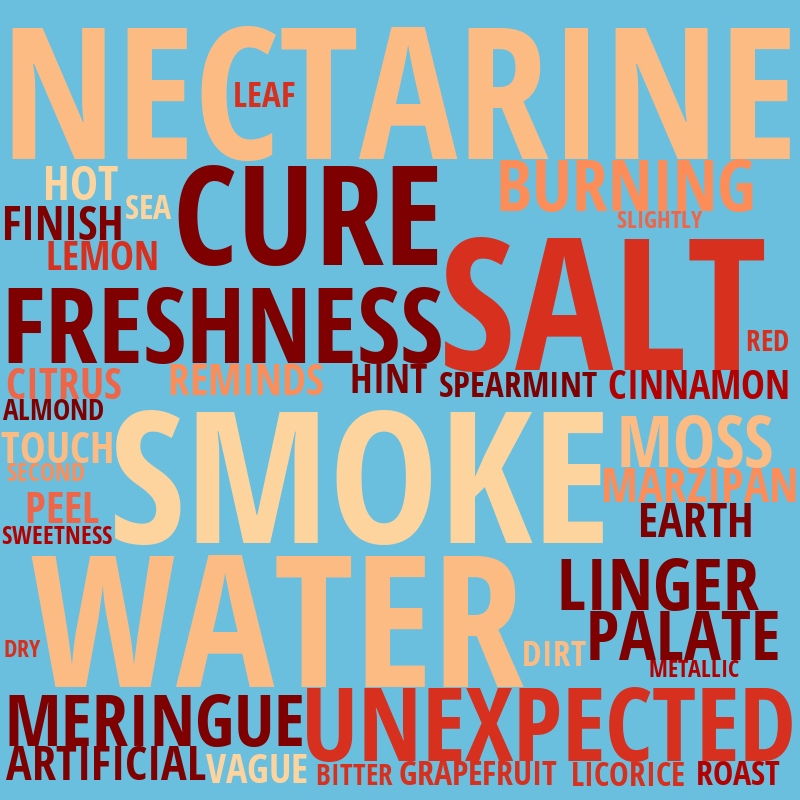 NECTARINE
LEAF
HOT
SEA
CURE
BURNING
SLIGHTLY
FINISH
LEMON
SALT
FRESHNESS
RED
CITRUS
REMINDS
HINT
SPEARMINT
CINNAMON
ALMOND
TOUCH
SECOND
SMOKE
MOSS
MARZIPAN
PEEL
EARTH
SWEETNESS
WATER
LINGER
PALATE
DRY
DIRT
METALLIC
MERINGUE
UNEXPECTED
ARTIFICIAL
VAGUE
BITTER
GRAPEFRUIT
LICORICE
ROAST